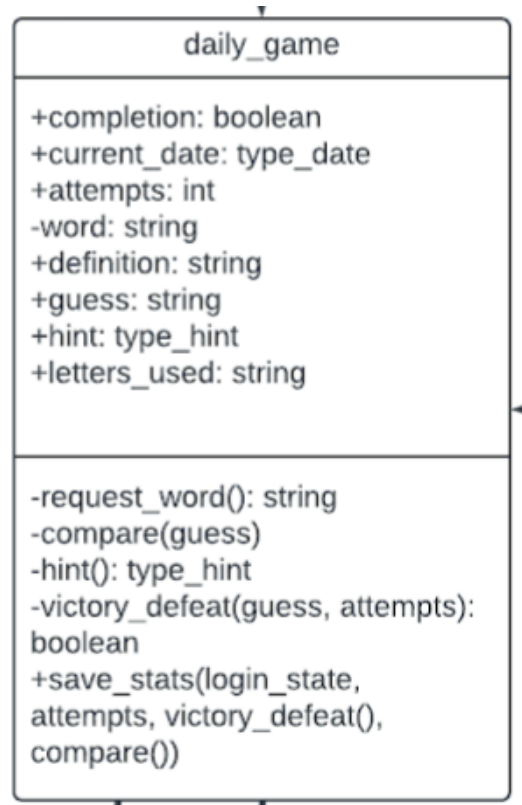 daily_game
+completion: boolean
+current_date: type_date
+attempts: int
-word: string
+definition: string
+guess: string
+hint: type_hint
+letters_used: string
-request_word(): string
-compare(guess)
-hint(): type_hint
-victory_defeat(guess, attempts):
boolean
+save_stats(login_state,
attempts, victory_defeat(),
compare())